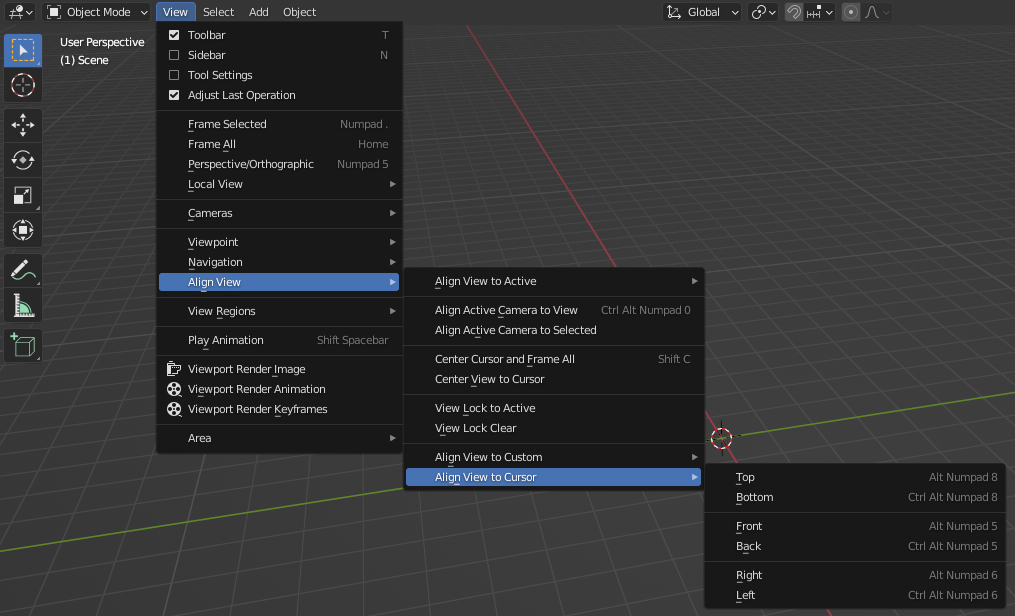 Object Mode View Select Add Object Global
User Perspective
(1) Scene
Toolbar T
Sidebar N
Tool Settings
Adjust Last Operation
Frame Selected Numpad .
Frame All Home
Perspective/Orthographic Numpad 5
Local View
Cameras
Viewpoint
Navigation
Align View
View Regions
Play Animation Shift Spacebar
Viewport Render Image
Viewport Render Animation
Viewport Render Keyframes
Area
Align View to Active
Align Active Camera to View Ctrl Alt Numpad 0
Align Active Camera to Selected
Center Cursor and Frame All Shift C
Center View to Cursor
View Lock to Active
View Lock Clear
Align View to Custom
Align View to Cursor
Top Alt Numpad 8
Bottom Ctrl Alt Numpad 8
Front Alt Numpad 5
Back Ctrl Alt Numpad 5
Right Alt Numpad 6
Left Ctrl Alt Numpad 6